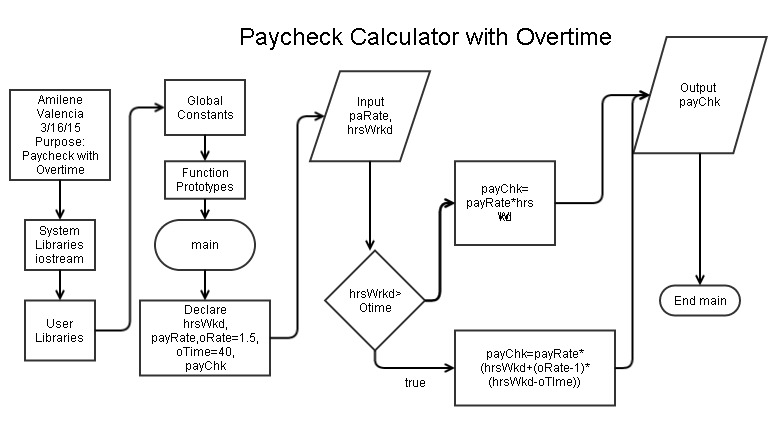 Paycheck Calculator with Overtime
Amilene
Valencia
3/16/15
Purpose:
Paycheck with
Overtime
System
Libraries
iostream
User
Libraries
Global
Constants
Function
Prototypes
main
Declare
hrsWkd,
payRate,oRate=1.5,
oTime=40,
payChk
Input
paRate,
hrsWrkd
hrsWrkd>
Otime
true
payChk=
payRate*hrs
payChk=payRate*
(hrsWkd+(oRate-1)*
(hrsWkd-oTIme))
Output
payChk
End main